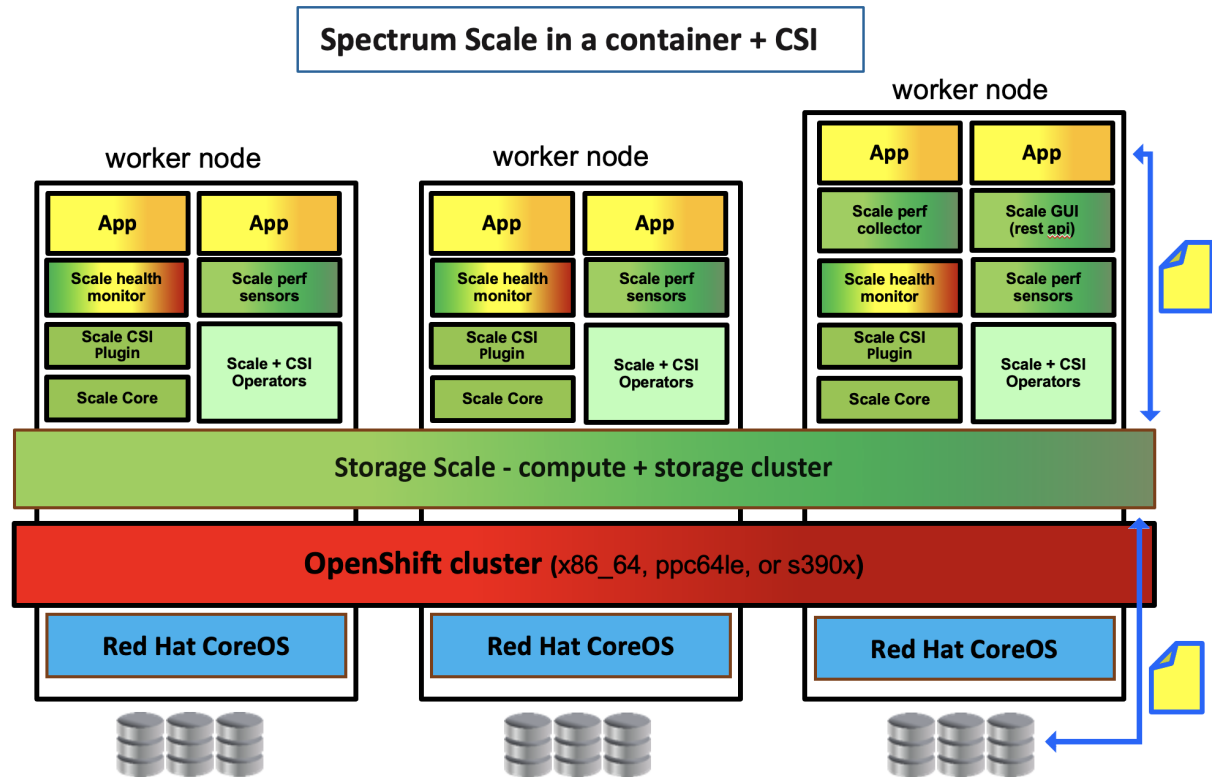 Spectrum Scale in a container + CSI
worker node
App
App
Scale health
monitor
Scale perf
sensors
Scale CSI
Plugin
Scale + CSI
Operators
Scale Core
worker node
App
App
Scale health
monitor
Scale perf
sensors
Scale CSI
Plugin
Scale + CSI
Operators
Scale Core
worker node
App
App
Scale perf
collector
Scale GUI
(rest api)
Scale health
monitor
Scale perf
sensors
Scale CSI
Plugin
Scale + CSI
Operators
Scale Core
Storage Scale - compute + storage cluster
OpenShift cluster (x86_64, ppc64le, or s390x)
Red Hat CoreOS
Red Hat CoreOS
Red Hat CoreOS